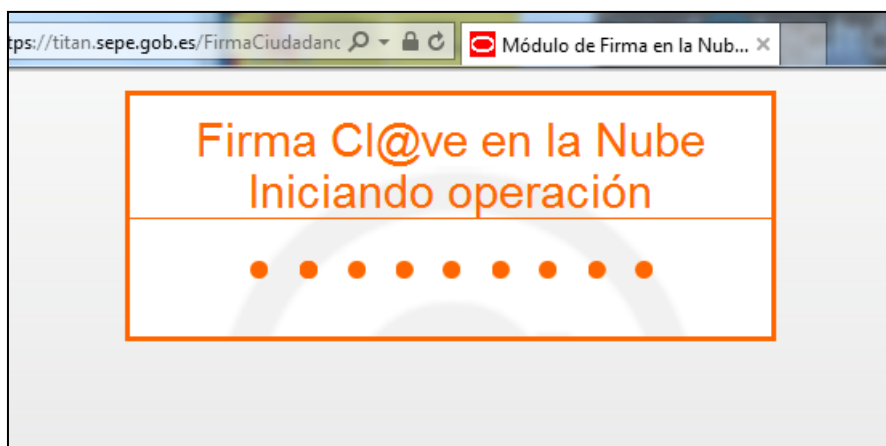 tps://titan.sepe.gob.es/FirmaCiudadanc
Módulo de Firma en la Nub...
Firma Cl@ve en la Nube
Iniciando operación